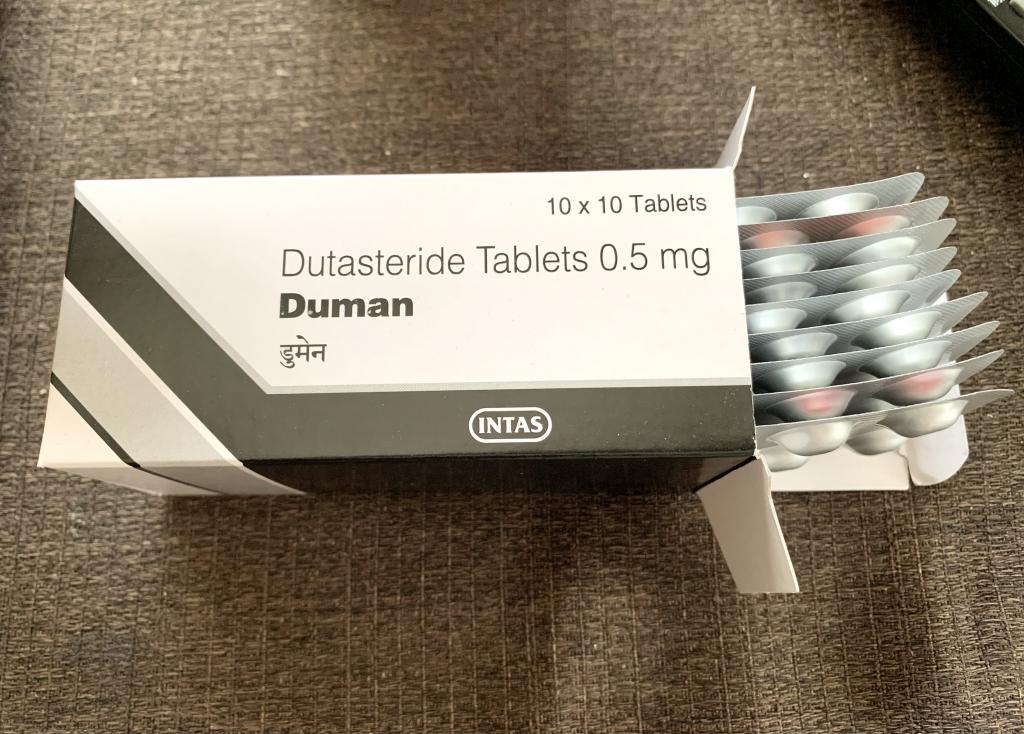 10 x 10 Tablets
Dutasteride Tablets 0.5 mg
Duman
डुमेन
INTAS